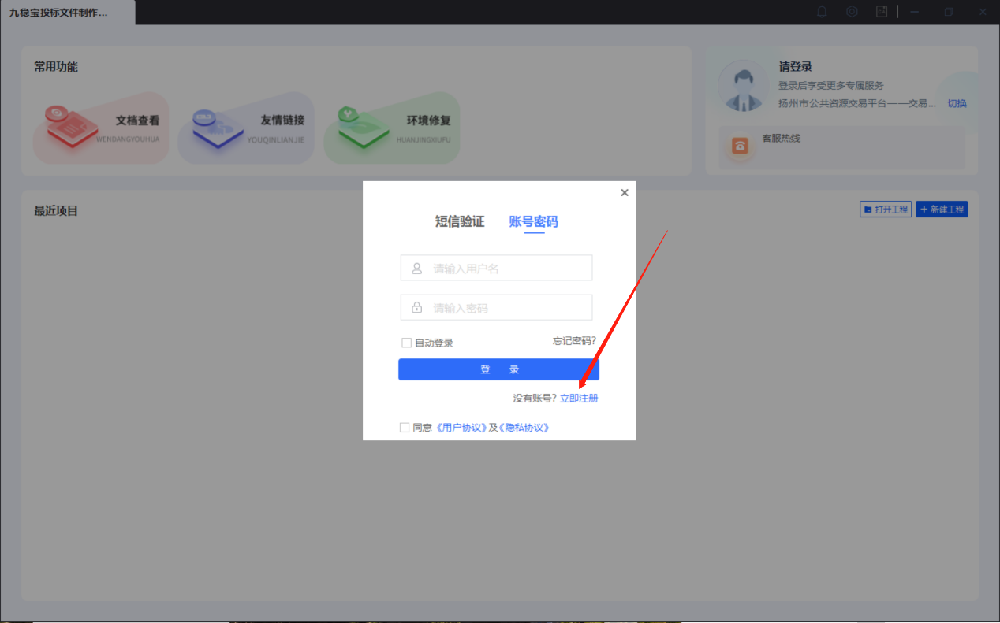 九稳宝投标文件制作...
常用功能
文档查看
WENDANGYOUHUA
友情链接
YOUQINLIANJIE
环境修复
HUANJINGXIUFU
请登录
登录后享受更多专属服务
扬州市公共资源交易平台——交易... 切换
客服热线
最近项目
打开工程
+ 新建工程
短信验证 账号密码
请输入用户名
请输入密码
自动登录 忘记密码?
登 录
没有账号? 立即注册
同意《用户协议》及《隐私协议》